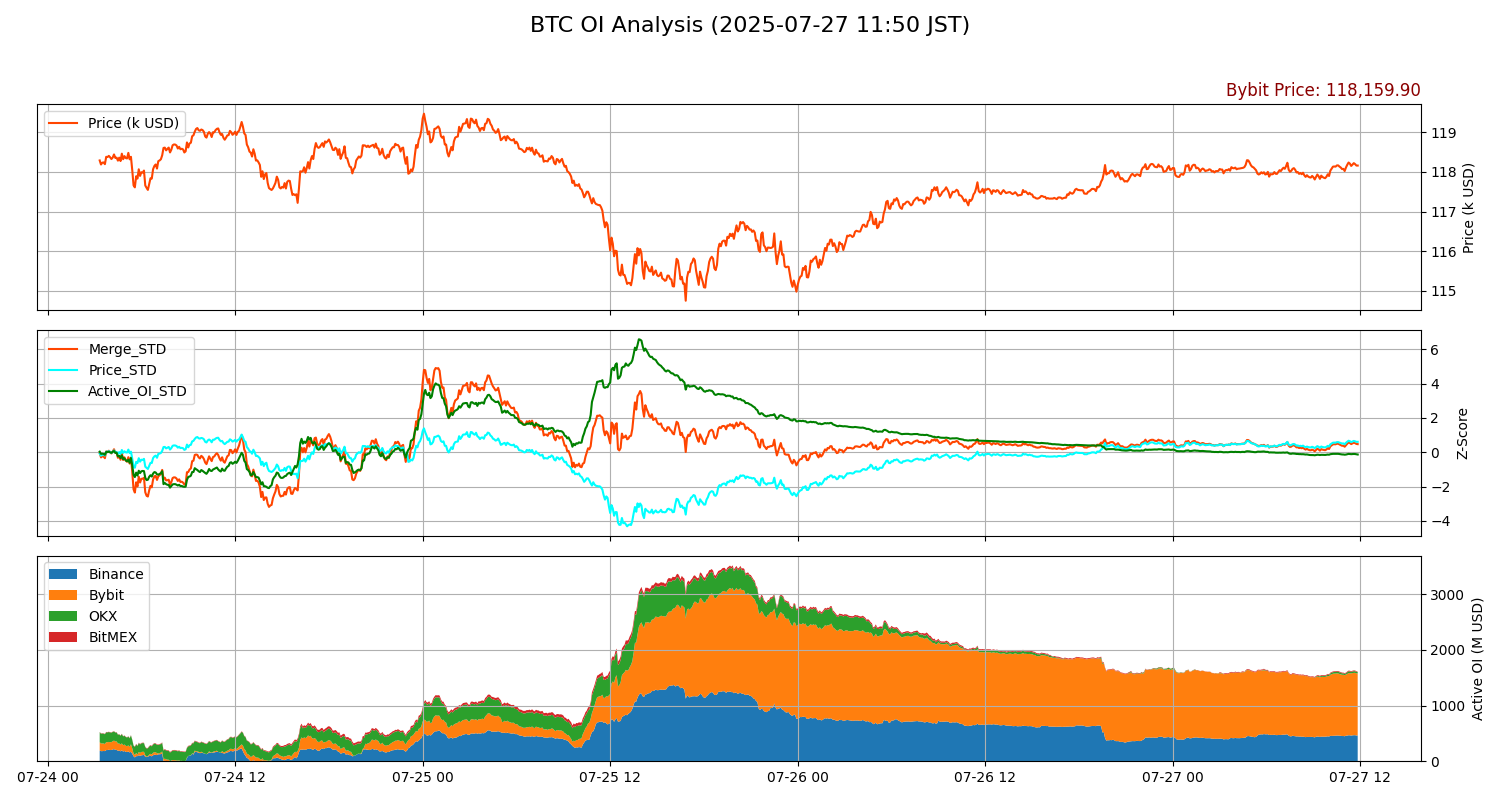 BTC OI Analysis (2025-07-27 11:50 JST)
Bybit Price: 118,159.90
Price (k USD)
119
118
117
116
115
Price (k USD)
Merge_STD
Price_STD
Active_OI_STD
6
4
2
0
−2
−4
Z-Score
Binance
Bybit
OKX
BitMEX
3000
2000
1000
0
Active OI (M USD)
07-24 00
07-24 12
07-25 00
07-25 12
07-26 00
07-26 12
07-27 00
07-27 12